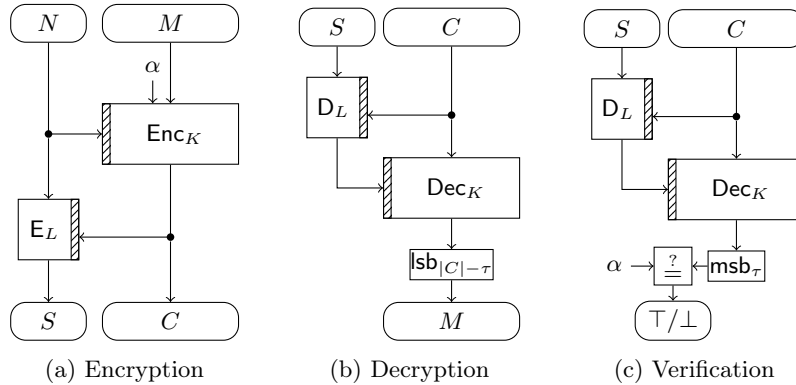 N M
α
Enc_K
E_L
S C
(a) Encryption
S C
D_L
Dec_K
lsb_{|C|−τ}
M
(b) Decryption
S C
D_L
Dec_K
α ≟ msb_τ
⊤/⊥
(c) Verification